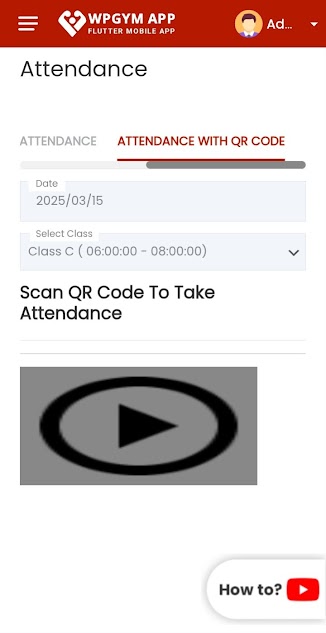 WPGYM APP
FLUTTER MOBILE APP
Ad...
Attendance
ATTENDANCE
ATTENDANCE WITH QR CODE
Date
2025/03/15
Select Class
Class C ( 06:00:00 - 08:00:00)
Scan QR Code To Take
Attendance
How to?